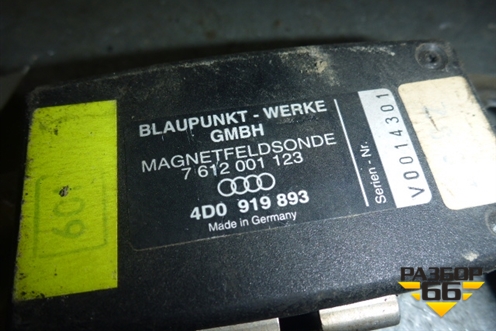 BLAUPUNKT - WERKE
GMBH
MAGNETFELDSONDE
7 612 001 123
4D0 919 893
Made in Germany
Serien - Nr.
V0014301
60
РАЗБОР
66